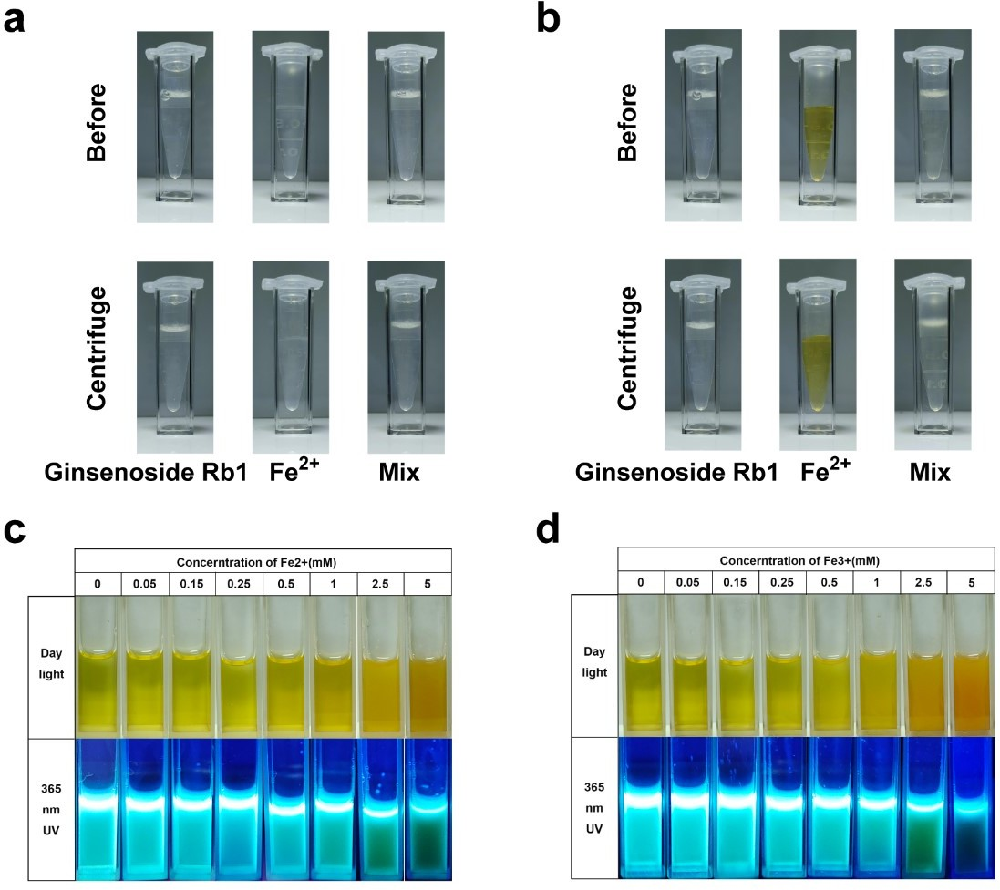 a
Before
Centrifuge
Ginsenoside Rb1 Fe2+ Mix
b
Before
Centrifuge
Ginsenoside Rb1 Fe2+ Mix
c
Concerntration of Fe2+(mM)
0 0.05 0.15 0.25 0.5 1 2.5 5
Day
light
365
nm
UV
d
Concerntration of Fe3+(mM)
0 0.05 0.15 0.25 0.5 1 2.5 5
Day
light
365
nm
UV